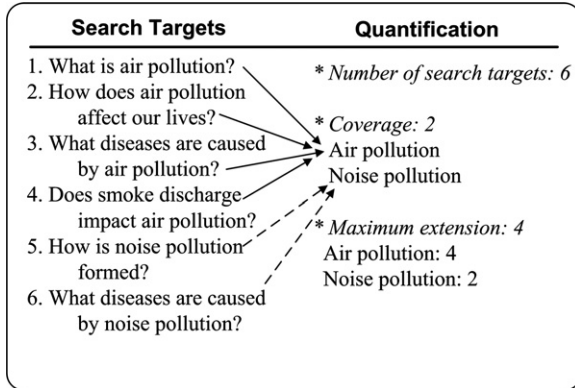 Search Targets
1. What is air pollution?
2. How does air pollution
affect our lives?
3. What diseases are caused
by air pollution?
4. Does smoke discharge
impact air pollution?
5. How is noise pollution
formed?
6. What diseases are caused
by noise pollution?
Quantification
* Number of search targets: 6
* Coverage: 2
Air pollution
Noise pollution
* Maximum extension: 4
Air pollution: 4
Noise pollution: 2